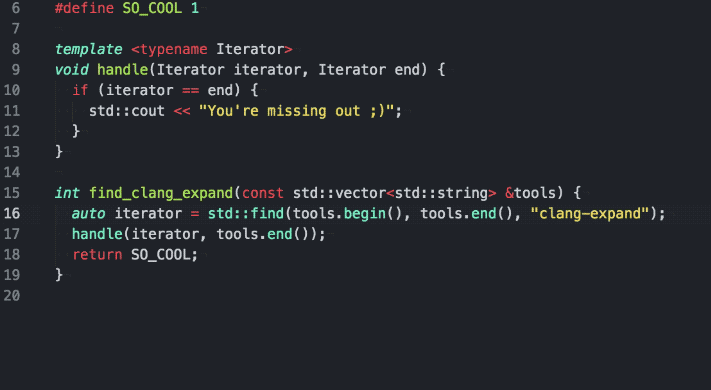 6 #define SO_COOL 1
7
8 template <typename Iterator>
9 void handle(Iterator iterator, Iterator end) {
10   if (iterator == end) {
11     std::cout << "You're missing out ;)";
12   }
13 }
14
15 int find_clang_expand(const std::vector<std::string> &tools) {
16   auto iterator = std::find(tools.begin(), tools.end(), "clang-expand");
17   handle(iterator, tools.end());
18   return SO_COOL;
19 }
20